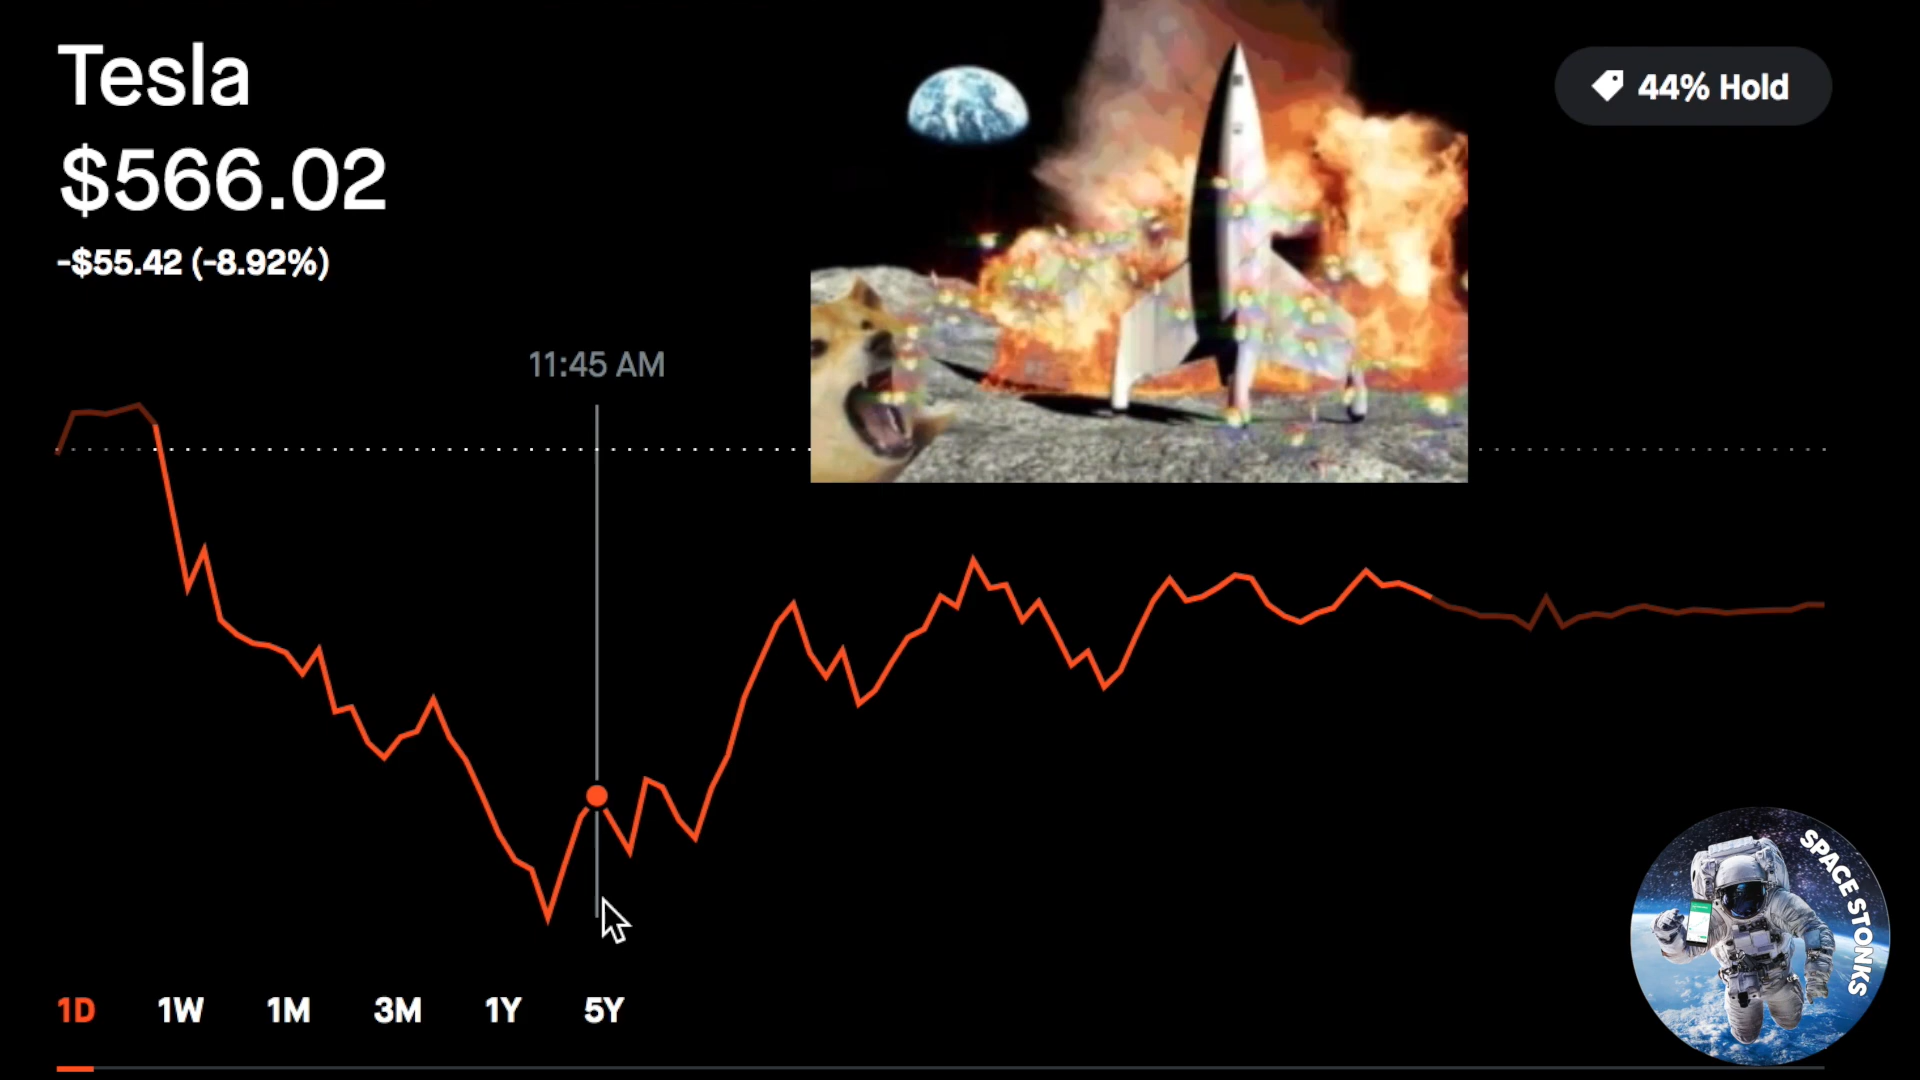 Tesla
$566.02
-$55.42 (-8.92%)
44% Hold
11:45 AM
1D 1W 1M 3M 1Y 5Y
SPACE STONKS